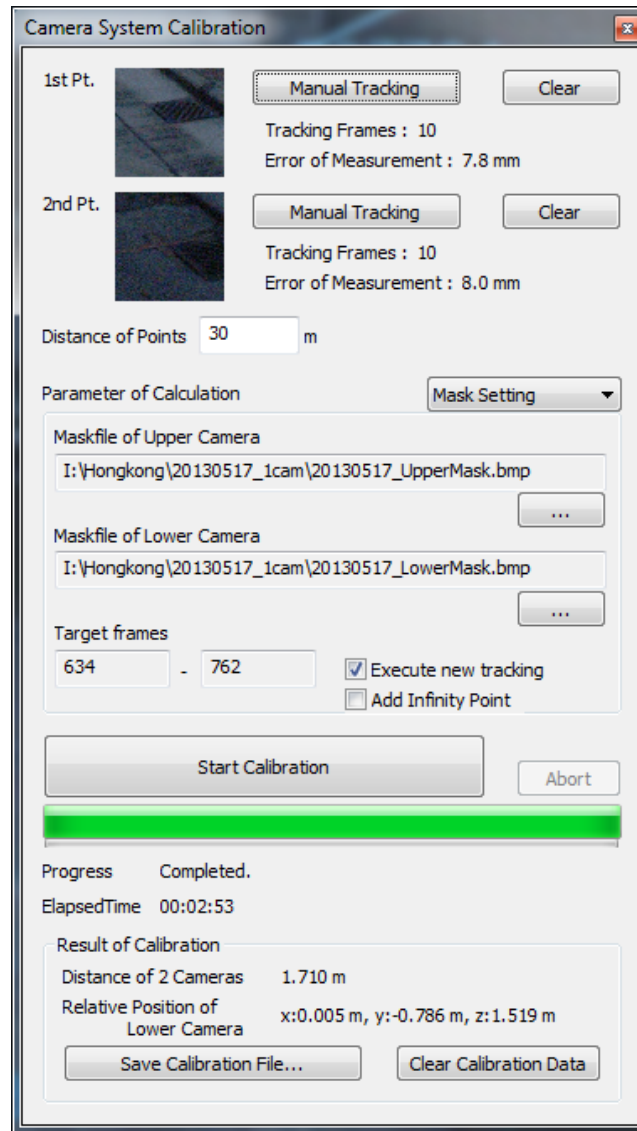 Camera System Calibration
1st Pt.
Manual Tracking
Clear
Tracking Frames : 10
Error of Measurement : 7.8 mm
2nd Pt.
Manual Tracking
Clear
Tracking Frames : 10
Error of Measurement : 8.0 mm
Distance of Points 30 m
Parameter of Calculation
Mask Setting
Maskfile of Upper Camera
I:\Hongkong\20130517_1cam\20130517_UpperMask.bmp
...
Maskfile of Lower Camera
I:\Hongkong\20130517_1cam\20130517_LowerMask.bmp
...
Target frames
634 - 762
Execute new tracking
Add Infinity Point
Start Calibration
Abort
Progress Completed.
ElapsedTime 00:02:53
Result of Calibration
Distance of 2 Cameras 1.710 m
Relative Position of
Lower Camera
x:0.005 m, y:-0.786 m, z:1.519 m
Save Calibration File...
Clear Calibration Data